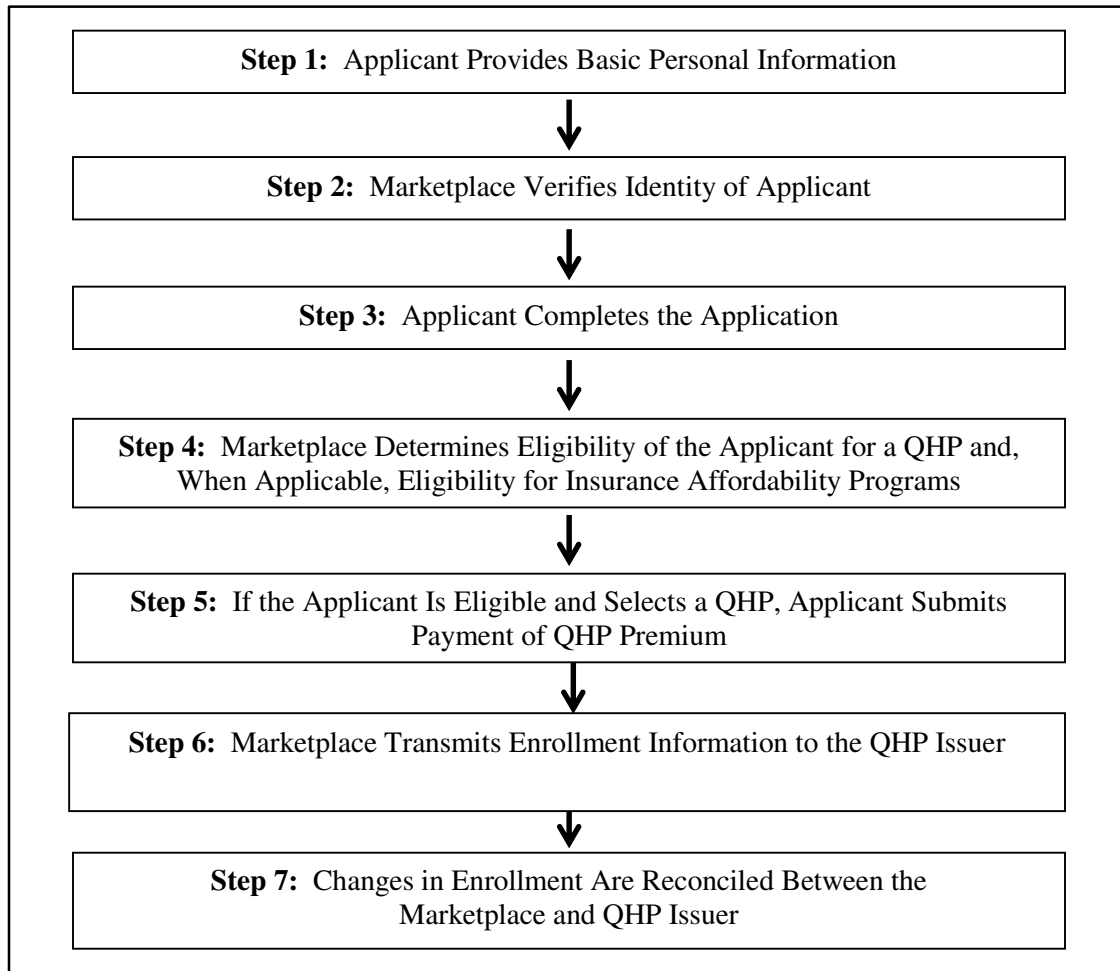 Step 1: Applicant Provides Basic Personal Information
Step 2: Marketplace Verifies Identity of Applicant
Step 3: Applicant Completes the Application
Step 4: Marketplace Determines Eligibility of the Applicant for a QHP and,
When Applicable, Eligibility for Insurance Affordability Programs
Step 5: If the Applicant Is Eligible and Selects a QHP, Applicant Submits
Payment of QHP Premium
Step 6: Marketplace Transmits Enrollment Information to the QHP Issuer
Step 7: Changes in Enrollment Are Reconciled Between the
Marketplace and QHP Issuer